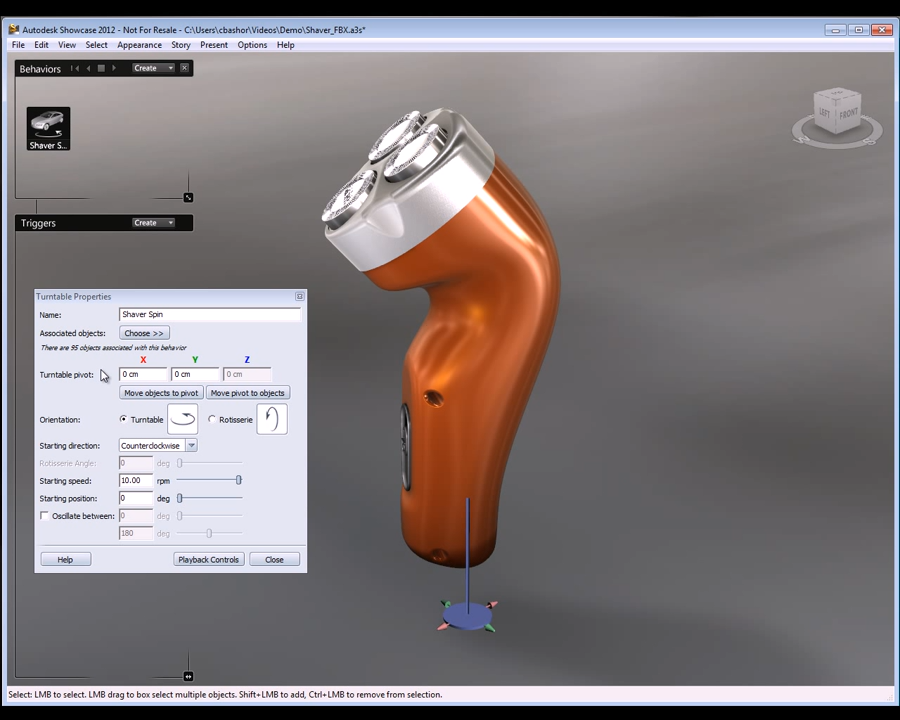 Autodesk Showcase 2012 - Not For Resale - C:\Users\cbashor\Videos\Demo\Shaver_FBX.a3s*
File Edit View Select Appearance Story Present Options Help
Behaviors Create
LEFT FRONT
Shaver S...
Triggers Create
Turntable Properties
Name: Shaver Spin
Associated objects: Choose >>
There are 95 objects associated with this behavior
X Y Z
Turntable pivot: 0 cm 0 cm 0 cm
Move objects to pivot Move pivot to objects
Orientation: Turntable Rotisserie
Starting direction: Counterclockwise
Rotisserie Angle: 0 deg
Starting speed: 10.00 rpm
Starting position: 0 deg
Oscillate between: 0 deg
180 deg
Help Playback Controls Close
Select: LMB to select. LMB drag to box select multiple objects. Shift+LMB to add, Ctrl+LMB to remove from selection.